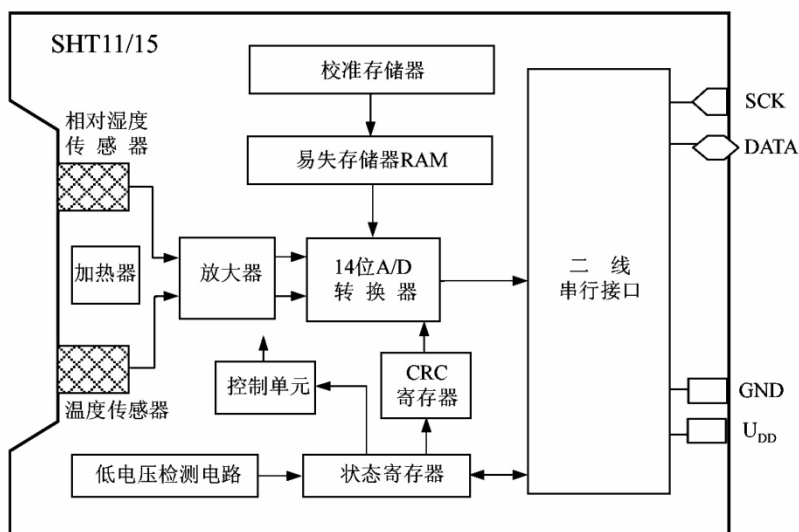 SHT11/15
校准存储器
SCK
相对湿度
传感器
DATA
易失存储器RAM
加热器
放大器
14位A/D
转换器
二线
串行接口
控制单元
CRC
寄存器
GND
温度传感器
UDD
低电压检测电路
状态寄存器